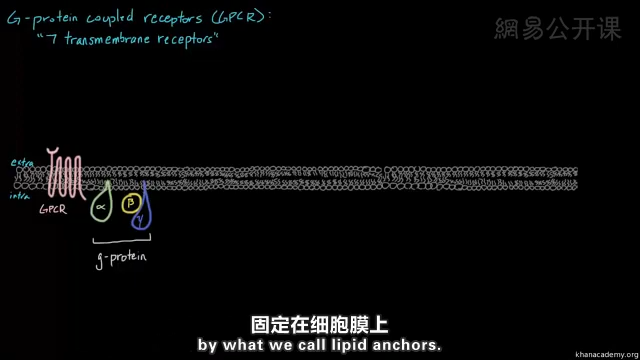 G-protein coupled receptors (GPCR):
"7 transmembrane receptors"
網易公开课
extra
intra
GPCR
α
β
γ
g-protein
固定在细胞膜上
by what we call lipid anchors.
khanacademy.org